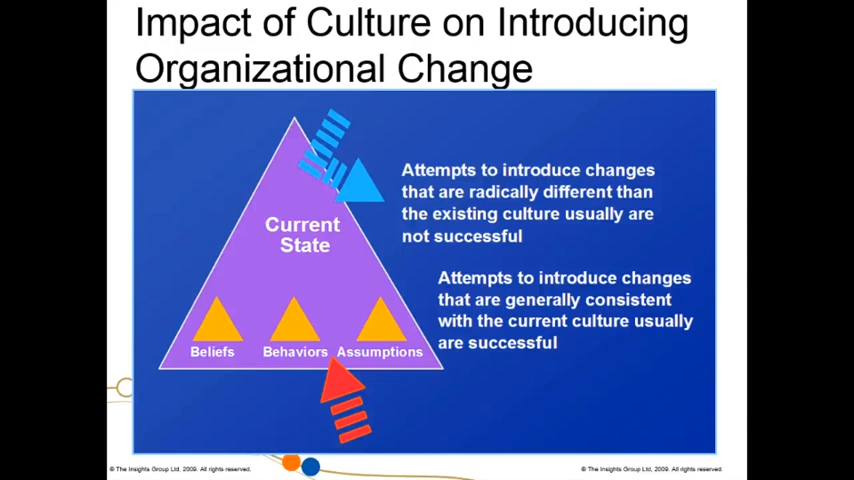 Impact of Culture on Introducing
Organizational Change
Attempts to introduce changes
that are radically different than
the existing culture usually are
not successful
Current
State
Attempts to introduce changes
that are generally consistent
with the current culture usually
are successful
Beliefs
Behaviors
Assumptions
© The Insights Group Ltd. 2009. All rights reserved.
© The Insights Group Ltd, 2009. All rights reserved.